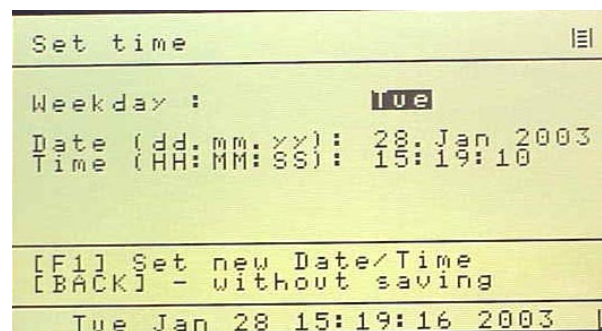 Set time
Weekday : Tue
Date (dd.mm.yy): 28.Jan 2003
Time (HH:MM:SS): 15:19:10
[F1] Set new Date/Time
[BACK] - without saving
Tue Jan 28 15:19:16 2003